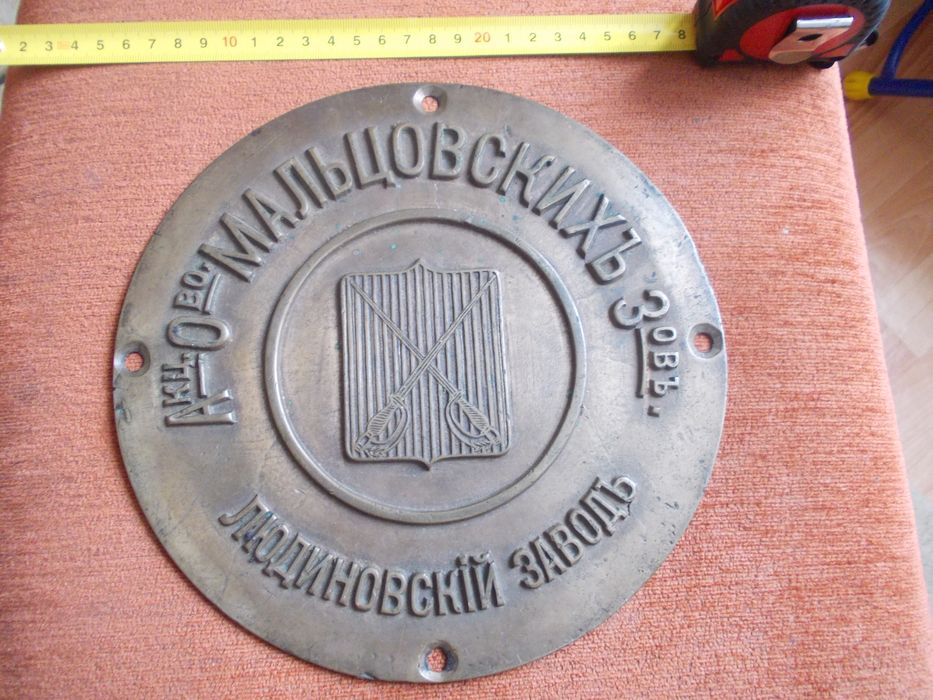 2 3 4 5 6 7 8 9 10 1 2 3 4 5 6 7 8 9 20 1 2 3 4 5 6 7 8
Акц. О-во. МАЛЬЦОВСКИХЪ З-овъ.
ЛЮДИНОВСКІЙ ЗАВОДЪ